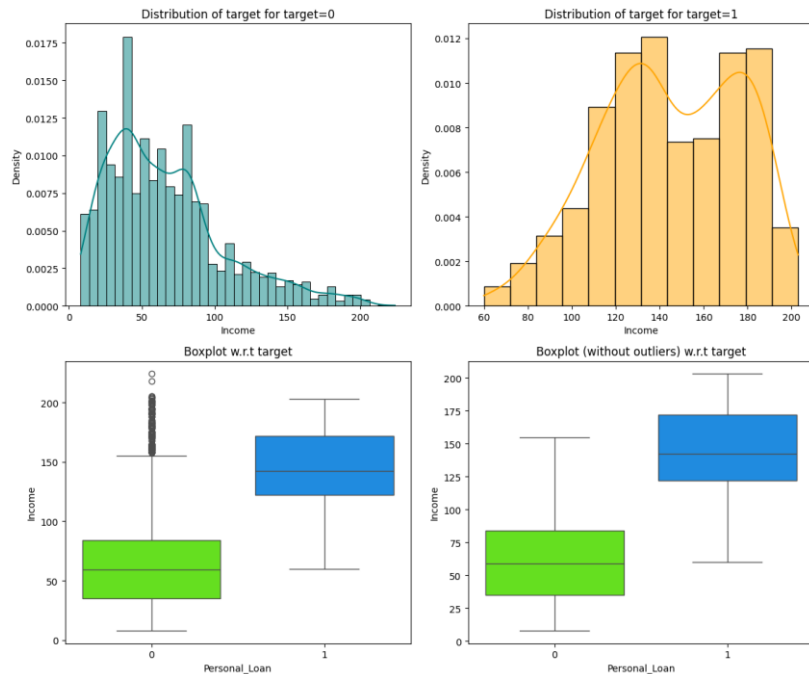 Distribution of target for target=0
0.0175
0.0150
0.0125
0.0100
0.0075
0.0050
0.0025
0.0000
Density
0 50 100 150 200
Income
Distribution of target for target=1
0.012
0.010
0.008
0.006
0.004
0.002
0.000
Density
60 80 100 120 140 160 180 200
Income
Boxplot w.r.t target
200
150
100
50
0
Income
0 1
Personal_Loan
Boxplot (without outliers) w.r.t target
200
175
150
125
100
75
50
25
0
Income
0 1
Personal_Loan